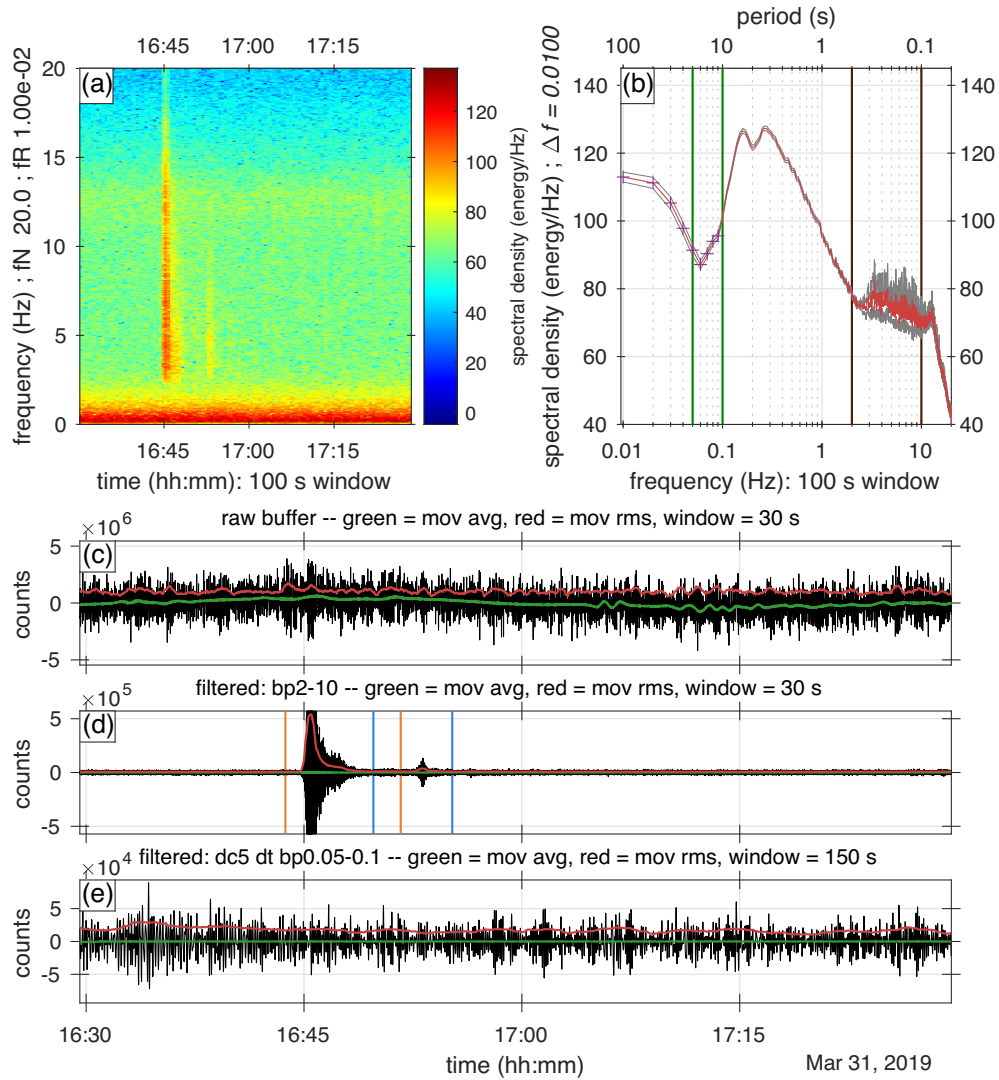 16:45 17:00 17:15
(a)
20
15
10
5
0
frequency (Hz) ; fN 20.0 ; fR 1.00e-02
16:45 17:00 17:15
time (hh:mm): 100 s window
120
100
80
60
40
20
0
spectral density (energy/Hz)
period (s)
100 10 1 0.1
(b)
140 140
120 120
100 100
80 80
60 60
40 40
spectral density (energy/Hz) ; Δf = 0.0100
0.01 0.1 1 10
frequency (Hz): 100 s window
×10⁶
raw buffer -- green = mov avg, red = mov rms, window = 30 s
(c)
5
0
-5
counts
×10⁵
filtered: bp2-10 -- green = mov avg, red = mov rms, window = 30 s
(d)
5
0
-5
counts
×10⁴
filtered: dc5 dt bp0.05-0.1 -- green = mov avg, red = mov rms, window = 150 s
(e)
5
0
-5
counts
16:30 16:45 17:00 17:15
time (hh:mm)
Mar 31, 2019